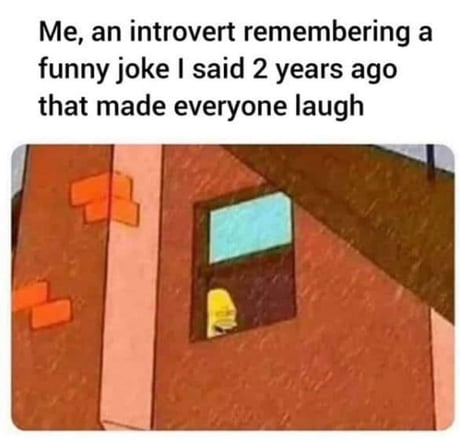 Me, an introvert remembering a
funny joke I said 2 years ago
that made everyone laugh